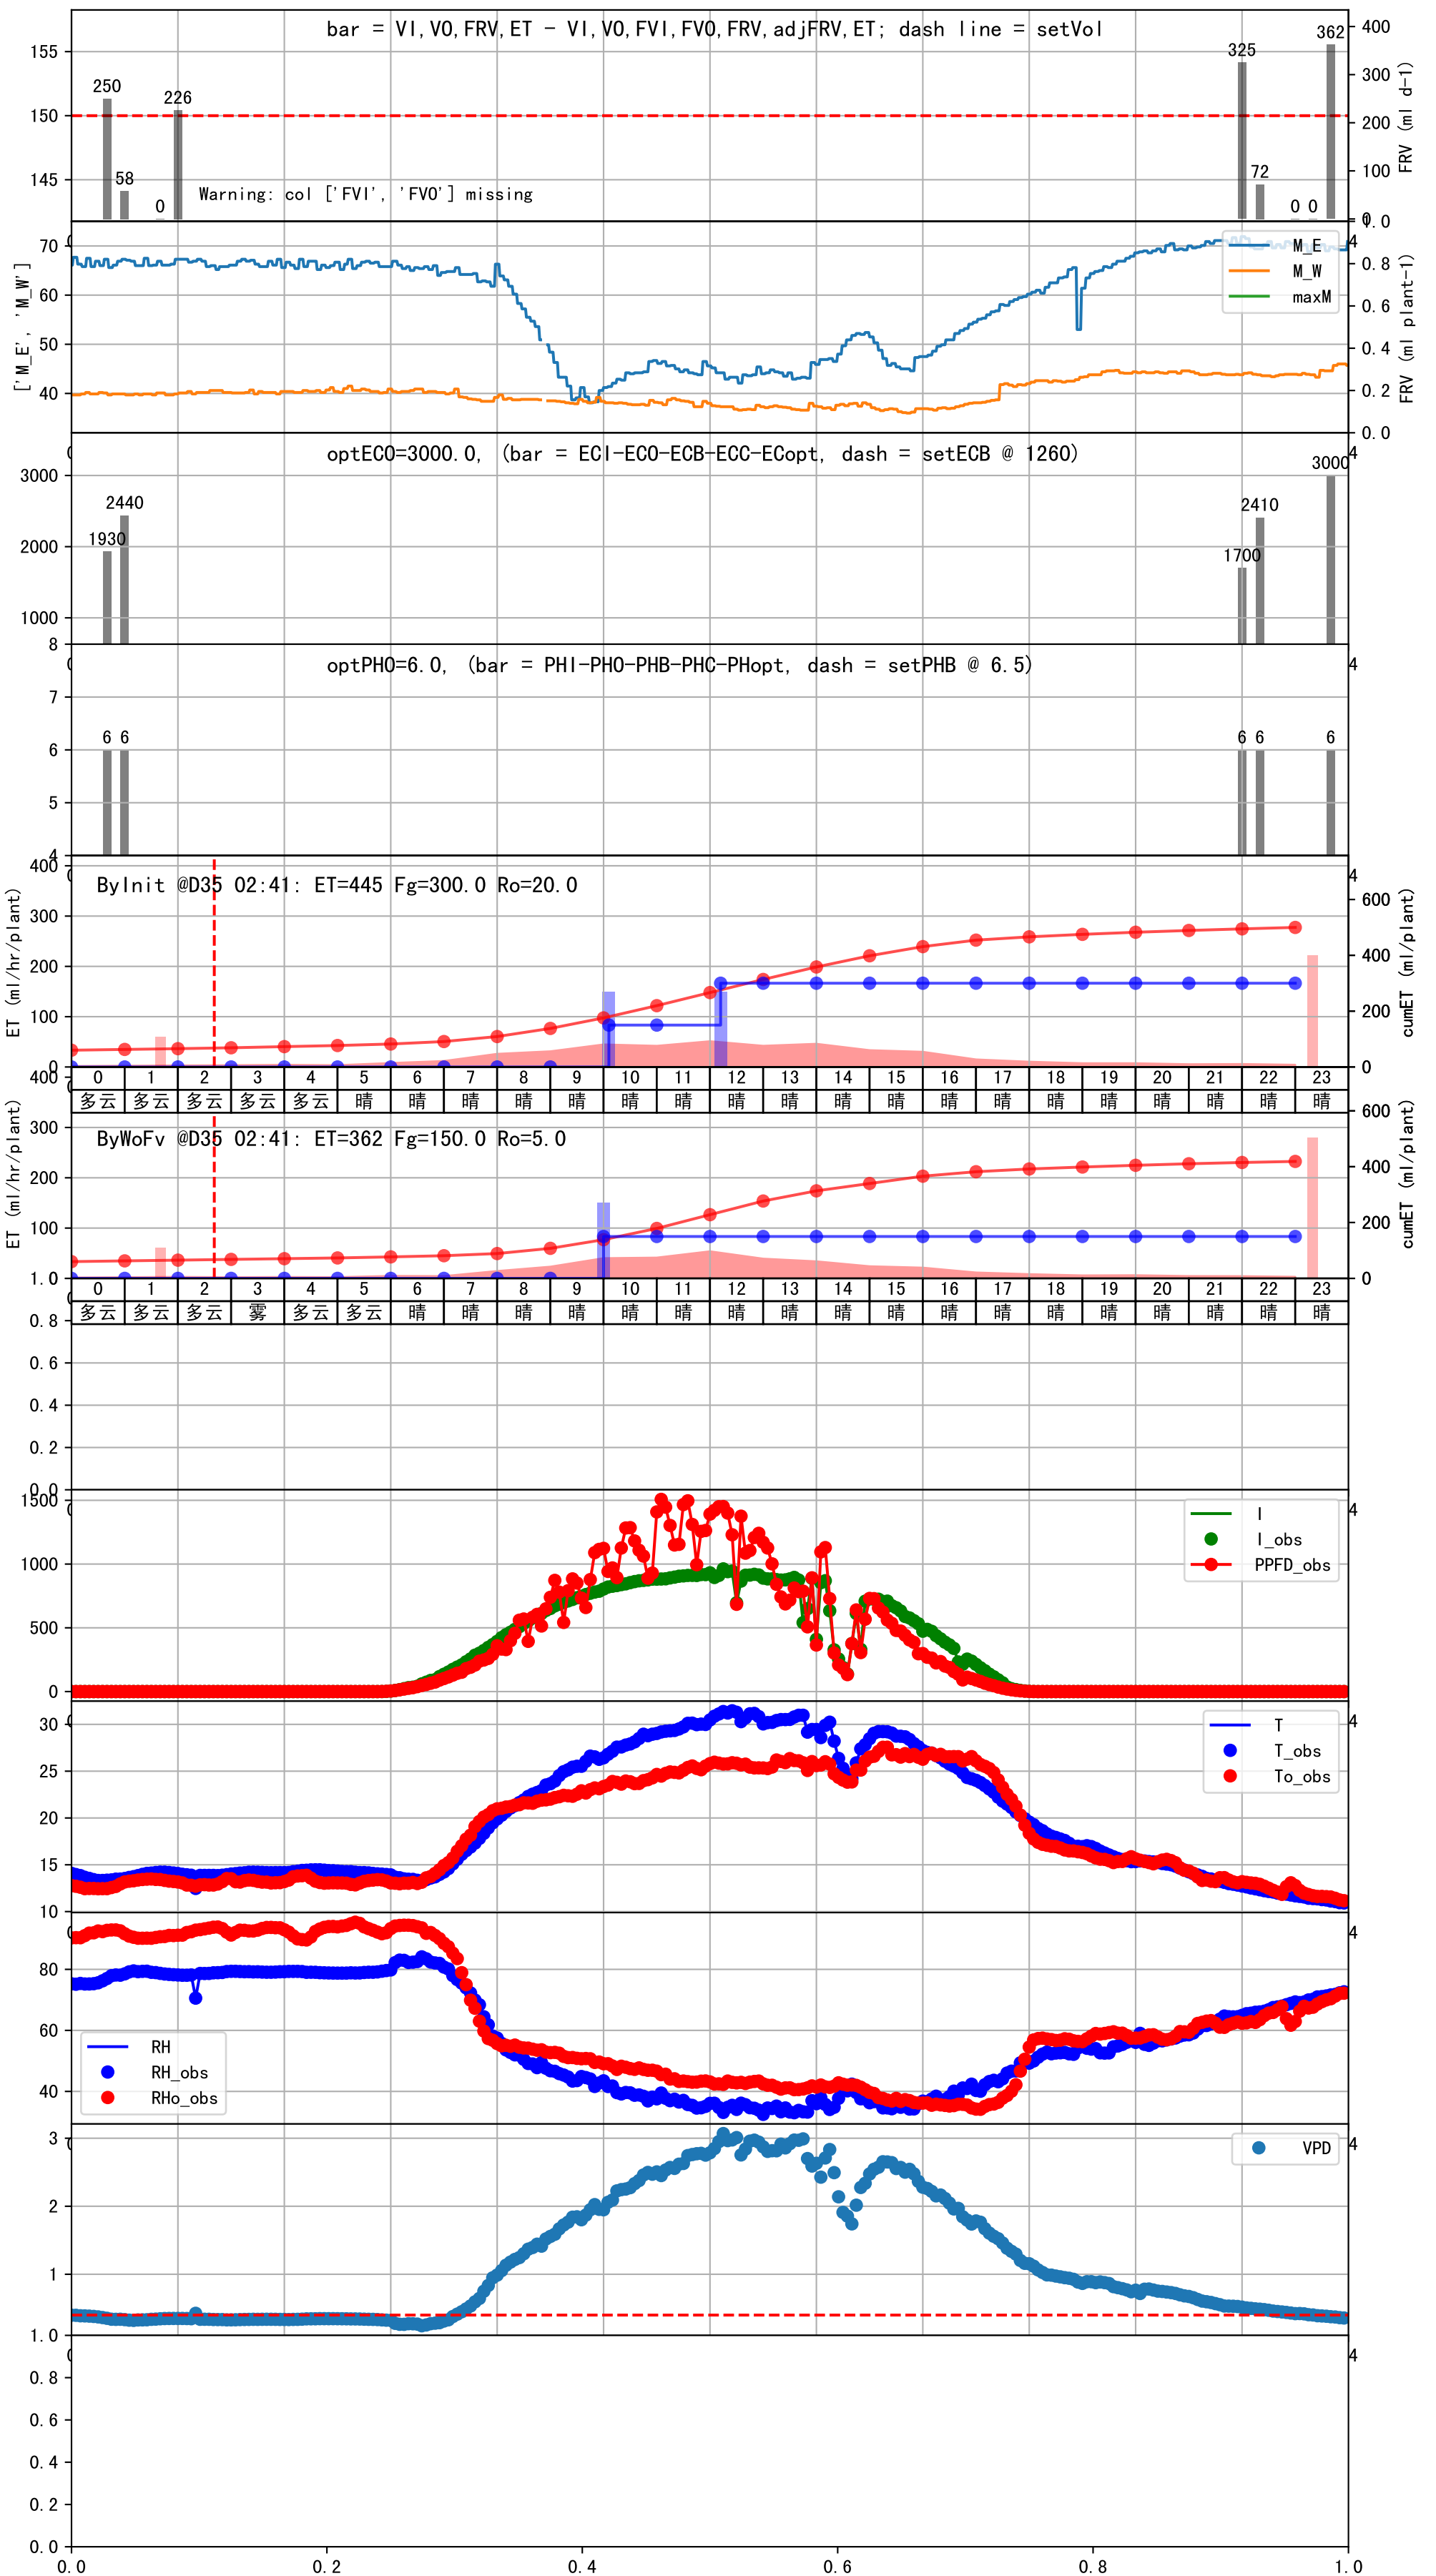 bar = VI,VO,FRV,ET - VI,VO,FVI,FVO,FRV,adjFRV,ET; dash line = setVol
155
150
145
250
58
0
226
325
72
0 0
362
Warning: col ['FVI', 'FVO'] missing
400
300
200
100
0
FRV (ml d-1)
['M_E', 'M_W']
70
60
50
40
M_E
M_W
maxM
1.0
0.8
0.6
0.4
0.2
0.0
FRV (ml plant-1)
optECO=3000.0, (bar = ECI-ECO-ECB-ECC-ECopt, dash = setECB @ 1260)
3000
2000
1000
1930
2440
1700
2410
3000
optPHO=6.0, (bar = PHI-PHO-PHB-PHC-PHopt, dash = setPHB @ 6.5)
8
7
6
5
4
6 6
6 6
6
ByInit @D35 02:41: ET=445 Fg=300.0 Ro=20.0
ET (ml/hr/plant)
400
300
200
100
0
cumET (ml/plant)
600
400
200
0
0 1 2 3 4 5 6 7 8 9 10 11 12 13 14 15 16 17 18 19 20 21 22 23
多云 多云 多云 多云 多云 晴 晴 晴 晴 晴 晴 晴 晴 晴 晴 晴 晴 晴 晴 晴 晴 晴 晴 晴
ByWoFv @D35 02:41: ET=362 Fg=150.0 Ro=5.0
ET (ml/hr/plant)
400
300
200
100
cumET (ml/plant)
600
400
200
0
0 1 2 3 4 5 6 7 8 9 10 11 12 13 14 15 16 17 18 19 20 21 22 23
多云 多云 多云 雾 多云 多云 晴 晴 晴 晴 晴 晴 晴 晴 晴 晴 晴 晴 晴 晴 晴 晴 晴 晴
1.0
0.8
0.6
0.4
0.2
0.0
1500
1000
500
0
I
I_obs
PPFD_obs
30
25
20
15
10
T
T_obs
To_obs
80
60
40
RH
RH_obs
RHo_obs
3
2
1
VPD
1.0
0.8
0.6
0.4
0.2
0.0
0.0 0.2 0.4 0.6 0.8 1.0